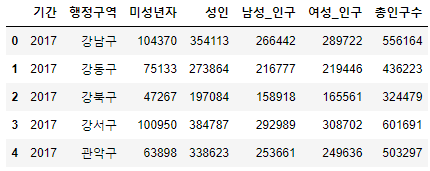 기간 행정구역 미성년자 성인 남성_인구 여성_인구 총인구수
0 2017 강남구 104370 354113 266442 289722 556164
1 2017 강동구 75133 273864 216777 219446 436223
2 2017 강북구 47267 197084 158918 165561 324479
3 2017 강서구 100950 384787 292989 308702 601691
4 2017 관악구 63898 338623 253661 249636 503297